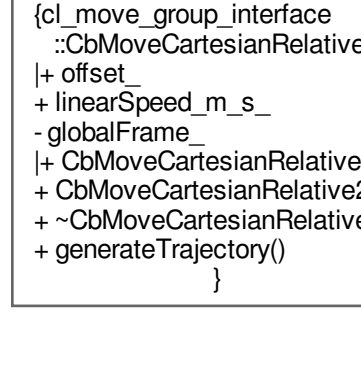 {cl_move_group_interface
::CbMoveCartesianRelative
|+ offset_
+ linearSpeed_m_s_
- globalFrame_
|+ CbMoveCartesianRelative
+ CbMoveCartesianRelative2
+ ~CbMoveCartesianRelative
+ generateTrajectory()
}